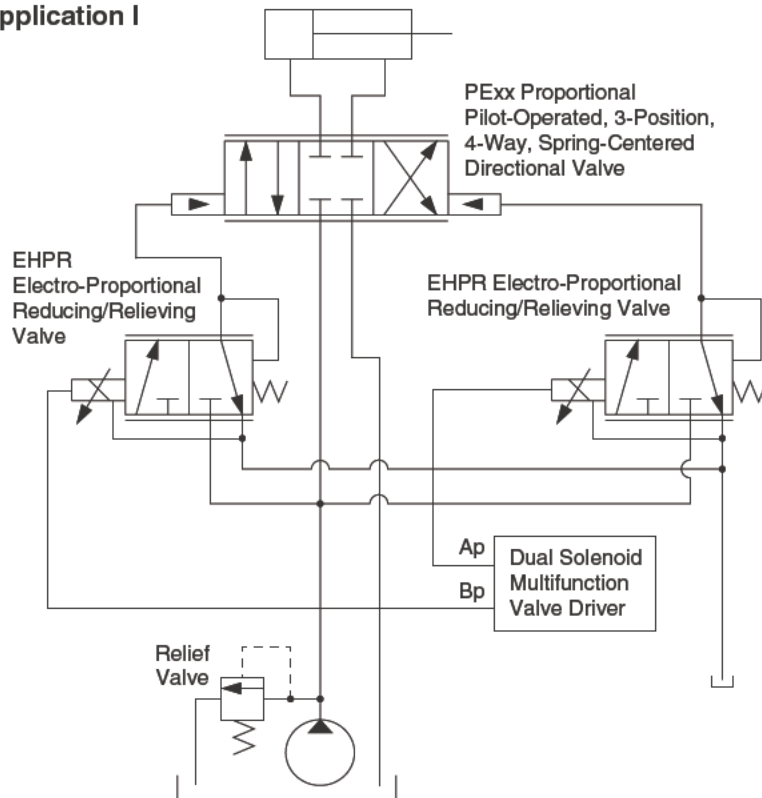 pplication I
PExx Proportional
Pilot-Operated, 3-Position,
4-Way, Spring-Centered
Directional Valve
EHPR
Electro-Proportional
Reducing/Relieving
Valve
EHPR Electro-Proportional
Reducing/Relieving Valve
Ap
Bp
Dual Solenoid
Multifunction
Valve Driver
Relief
Valve